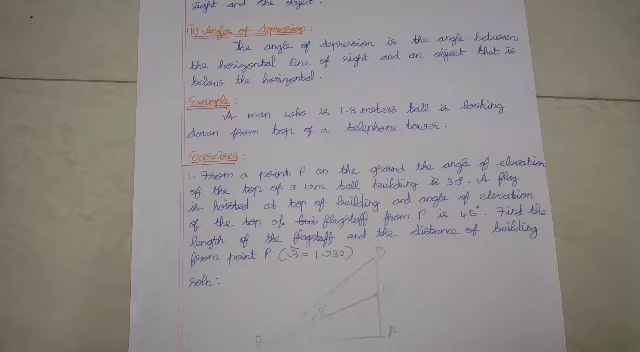 sight and the object.
(ii) Angles of depression:
The angle of depression is the angle between
the horizontal line of sight and an object that is
below the horizontal.
Example:
A man who is 1.8 meters tall is looking
down from top of a telephone tower.
Exercises:
1. From a point P on the ground the angle of elevation
of the top of a 10m tall building is 30°. A flag
is hoisted at top of building and angle of elevation
of the top of flagstaff from P is 45°. Find the
length of the flagstaff and the distance of building
from point P (√3 = 1.732)
soln:
D
P
A